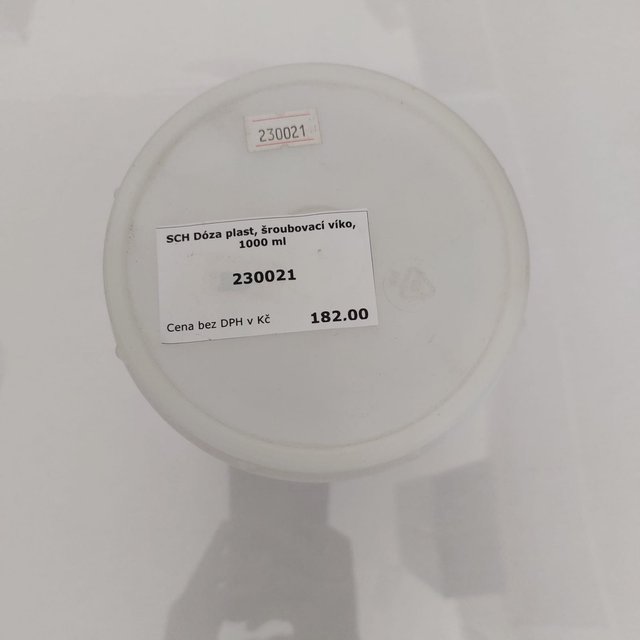 230021
SCH Dóza plast, šroubovací víko,
1000 ml
230021
Cena bez DPH v Kč 182.00